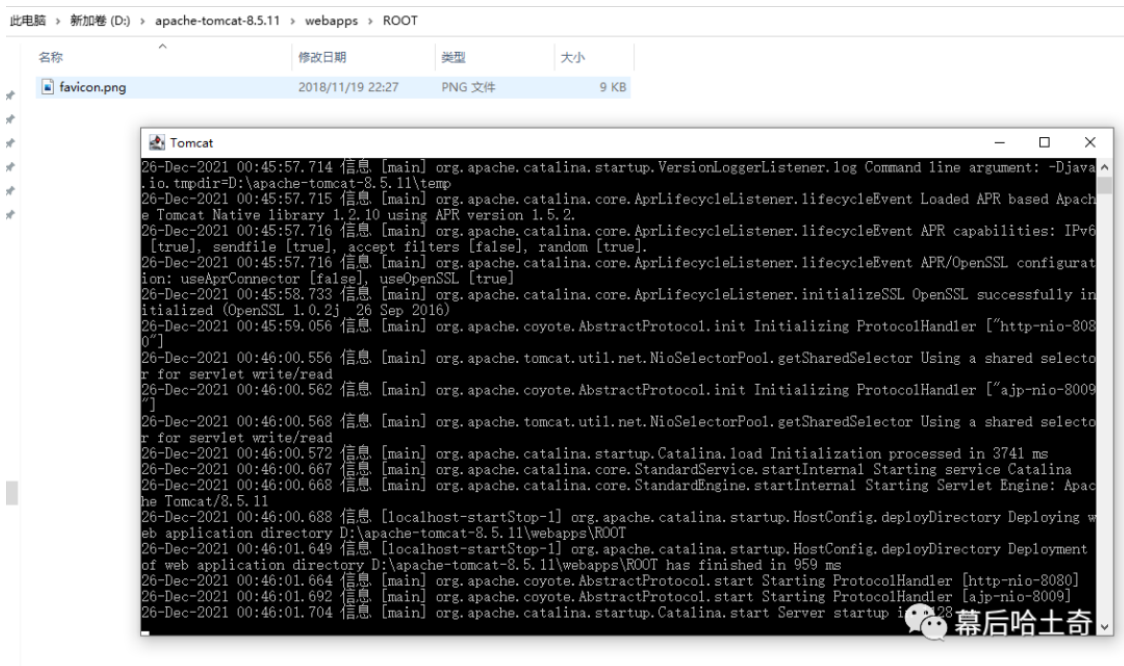 此电脑 › 新加卷 (D:) › apache-tomcat-8.5.11 › webapps › ROOT
名称 修改日期 类型 大小
favicon.png 2018/11/19 22:27 PNG 文件 9 KB
Tomcat
26-Dec-2021 00:45:57.714 信息 [main] org.apache.catalina.startup.VersionLoggerListener.log Command line argument: -Djava
.io.tmpdir=D:\apache-tomcat-8.5.11\temp
26-Dec-2021 00:45:57.715 信息 [main] org.apache.catalina.core.AprLifecycleListener.lifecycleEvent Loaded APR based Apach
e Tomcat Native library 1.2.10 using APR version 1.5.2.
26-Dec-2021 00:45:57.716 信息 [main] org.apache.catalina.core.AprLifecycleListener.lifecycleEvent APR capabilities: IPv6
[true], sendfile [true], accept filters [false], random [true].
26-Dec-2021 00:45:57.716 信息 [main] org.apache.catalina.core.AprLifecycleListener.lifecycleEvent APR/OpenSSL configurat
ion: useAprConnector [false], useOpenSSL [true]
26-Dec-2021 00:45:58.733 信息 [main] org.apache.catalina.core.AprLifecycleListener.initializeSSL OpenSSL successfully in
itialized (OpenSSL 1.0.2j  26 Sep 2016)
26-Dec-2021 00:45:59.056 信息 [main] org.apache.coyote.AbstractProtocol.init Initializing ProtocolHandler ["http-nio-808
0"]
26-Dec-2021 00:46:00.556 信息 [main] org.apache.tomcat.util.net.NioSelectorPool.getSharedSelector Using a shared selecto
r for servlet write/read
26-Dec-2021 00:46:00.562 信息 [main] org.apache.coyote.AbstractProtocol.init Initializing ProtocolHandler ["ajp-nio-8009
"]
26-Dec-2021 00:46:00.568 信息 [main] org.apache.tomcat.util.net.NioSelectorPool.getSharedSelector Using a shared selecto
r for servlet write/read
26-Dec-2021 00:46:00.572 信息 [main] org.apache.catalina.startup.Catalina.load Initialization processed in 3741 ms
26-Dec-2021 00:46:00.667 信息 [main] org.apache.catalina.core.StandardService.startInternal Starting service Catalina
26-Dec-2021 00:46:00.668 信息 [main] org.apache.catalina.core.StandardEngine.startInternal Starting Servlet Engine: Apac
he Tomcat/8.5.11
26-Dec-2021 00:46:00.688 信息 [localhost-startStop-1] org.apache.catalina.startup.HostConfig.deployDirectory Deploying w
eb application directory D:\apache-tomcat-8.5.11\webapps\ROOT
26-Dec-2021 00:46:01.649 信息 [localhost-startStop-1] org.apache.catalina.startup.HostConfig.deployDirectory Deployment
of web application directory D:\apache-tomcat-8.5.11\webapps\ROOT has finished in 959 ms
26-Dec-2021 00:46:01.664 信息 [main] org.apache.coyote.AbstractProtocol.start Starting ProtocolHandler [http-nio-8080]
26-Dec-2021 00:46:01.692 信息 [main] org.apache.coyote.AbstractProtocol.start Starting ProtocolHandler [ajp-nio-8009]
26-Dec-2021 00:46:01.704 信息 [main] org.apache.catalina.startup.Catalina.start Server startup
幕后哈土奇